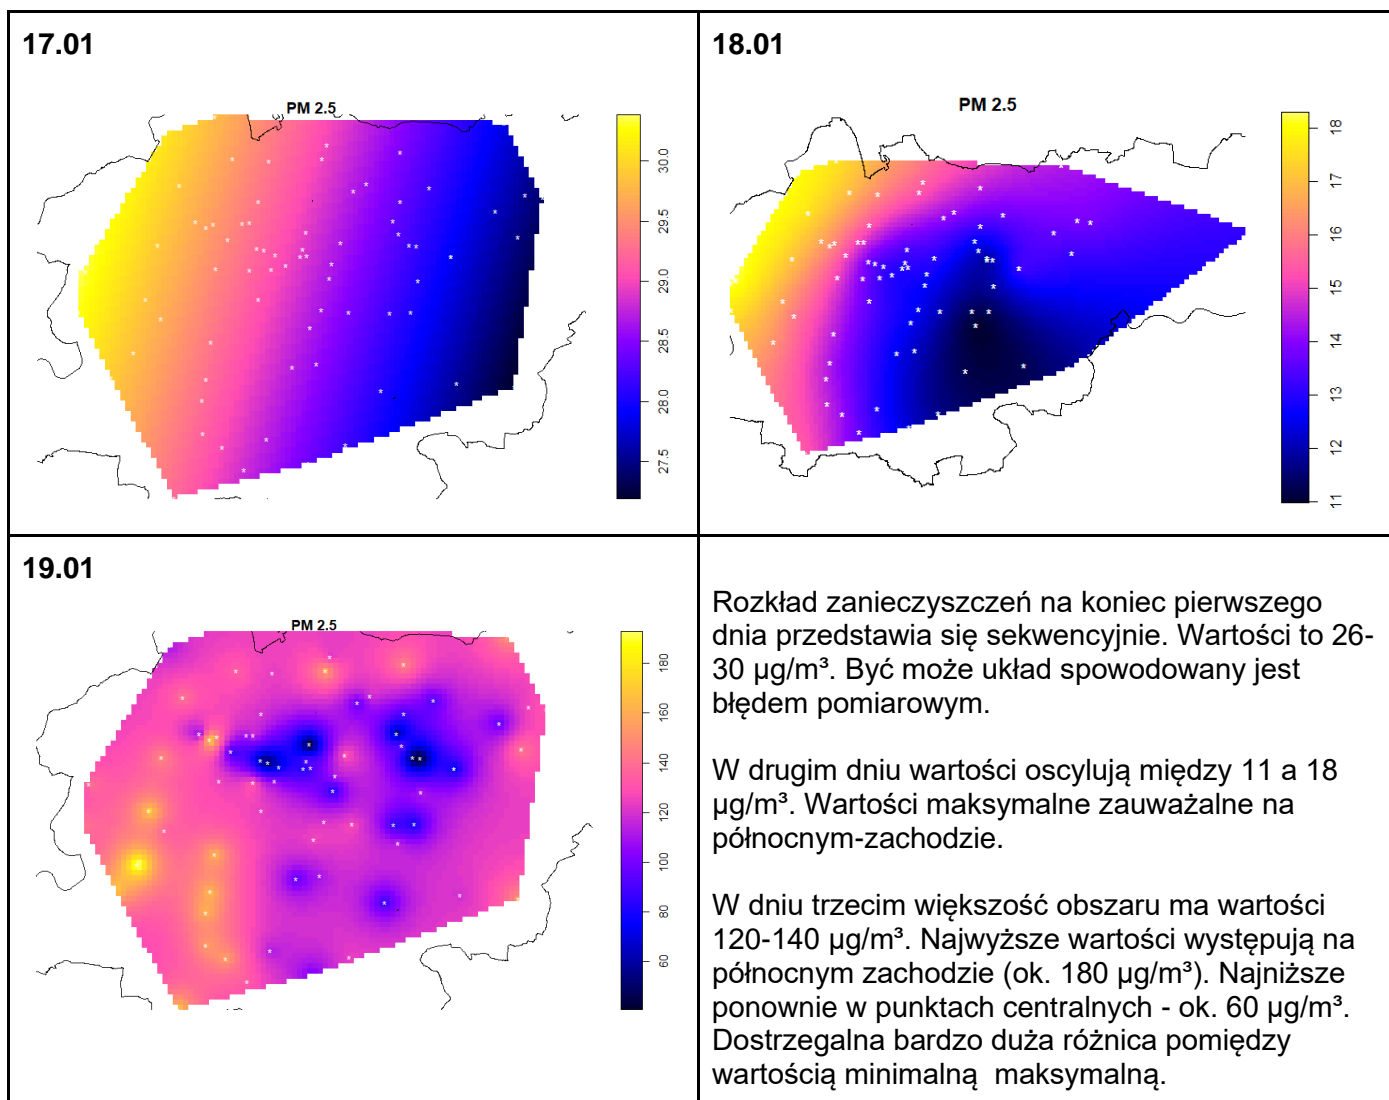 17.01
PM 2.5
30.0
29.5
29.0
28.5
28.0
27.5
18.01
PM 2.5
18
17
16
15
14
13
12
11
19.01
PM 2.5
180
160
140
120
100
80
60
Rozkład zanieczyszczeń na koniec pierwszego
dnia przedstawia się sekwencyjnie. Wartości to 26-
30 µg/m³. Być może układ spowodowany jest
błędem pomiarowym.
W drugim dniu wartości oscylują między 11 a 18
µg/m³. Wartości maksymalne zauważalne na
północnym-zachodzie.
W dniu trzecim większość obszaru ma wartości
120-140 µg/m³. Najwyższe wartości występują na
północnym zachodzie (ok. 180 µg/m³). Najniższe
ponownie w punktach centralnych - ok. 60 µg/m³.
Dostrzegalna bardzo duża różnica pomiędzy
wartością minimalną  maksymalną.